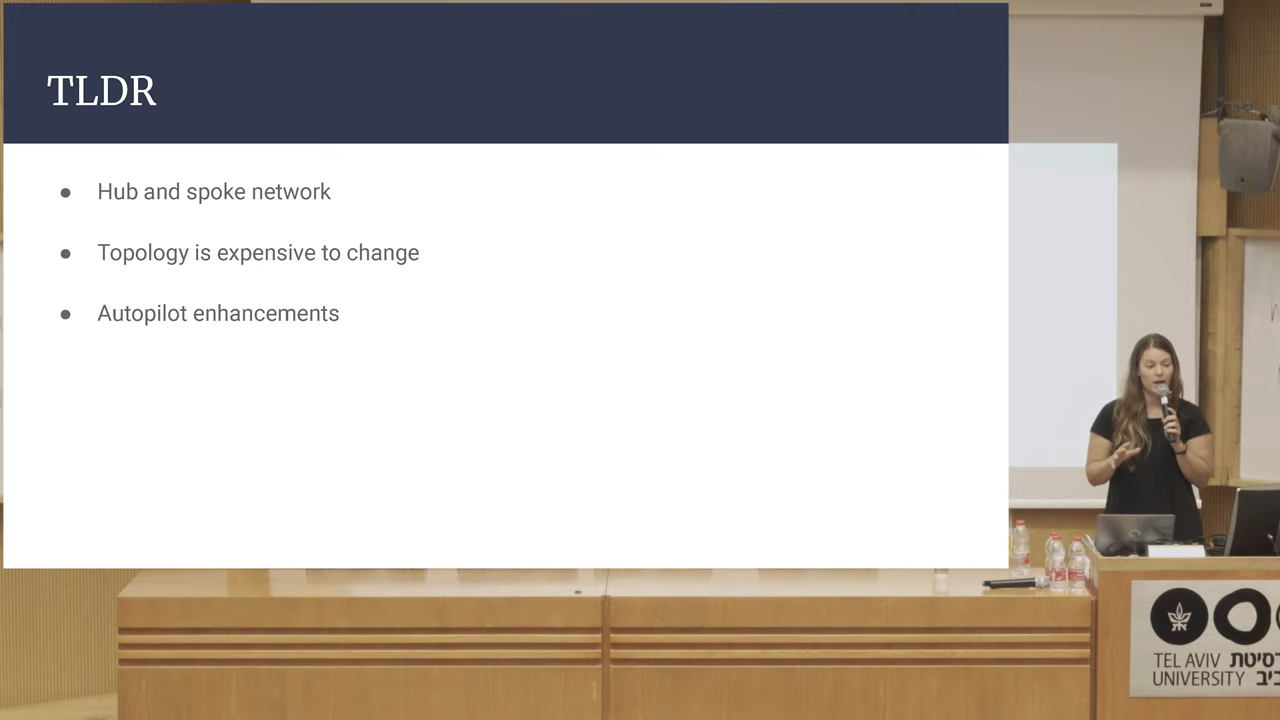 TLDR
● Hub and spoke network
● Topology is expensive to change
● Autopilot enhancements
TEL AVIV
UNIVERSITY